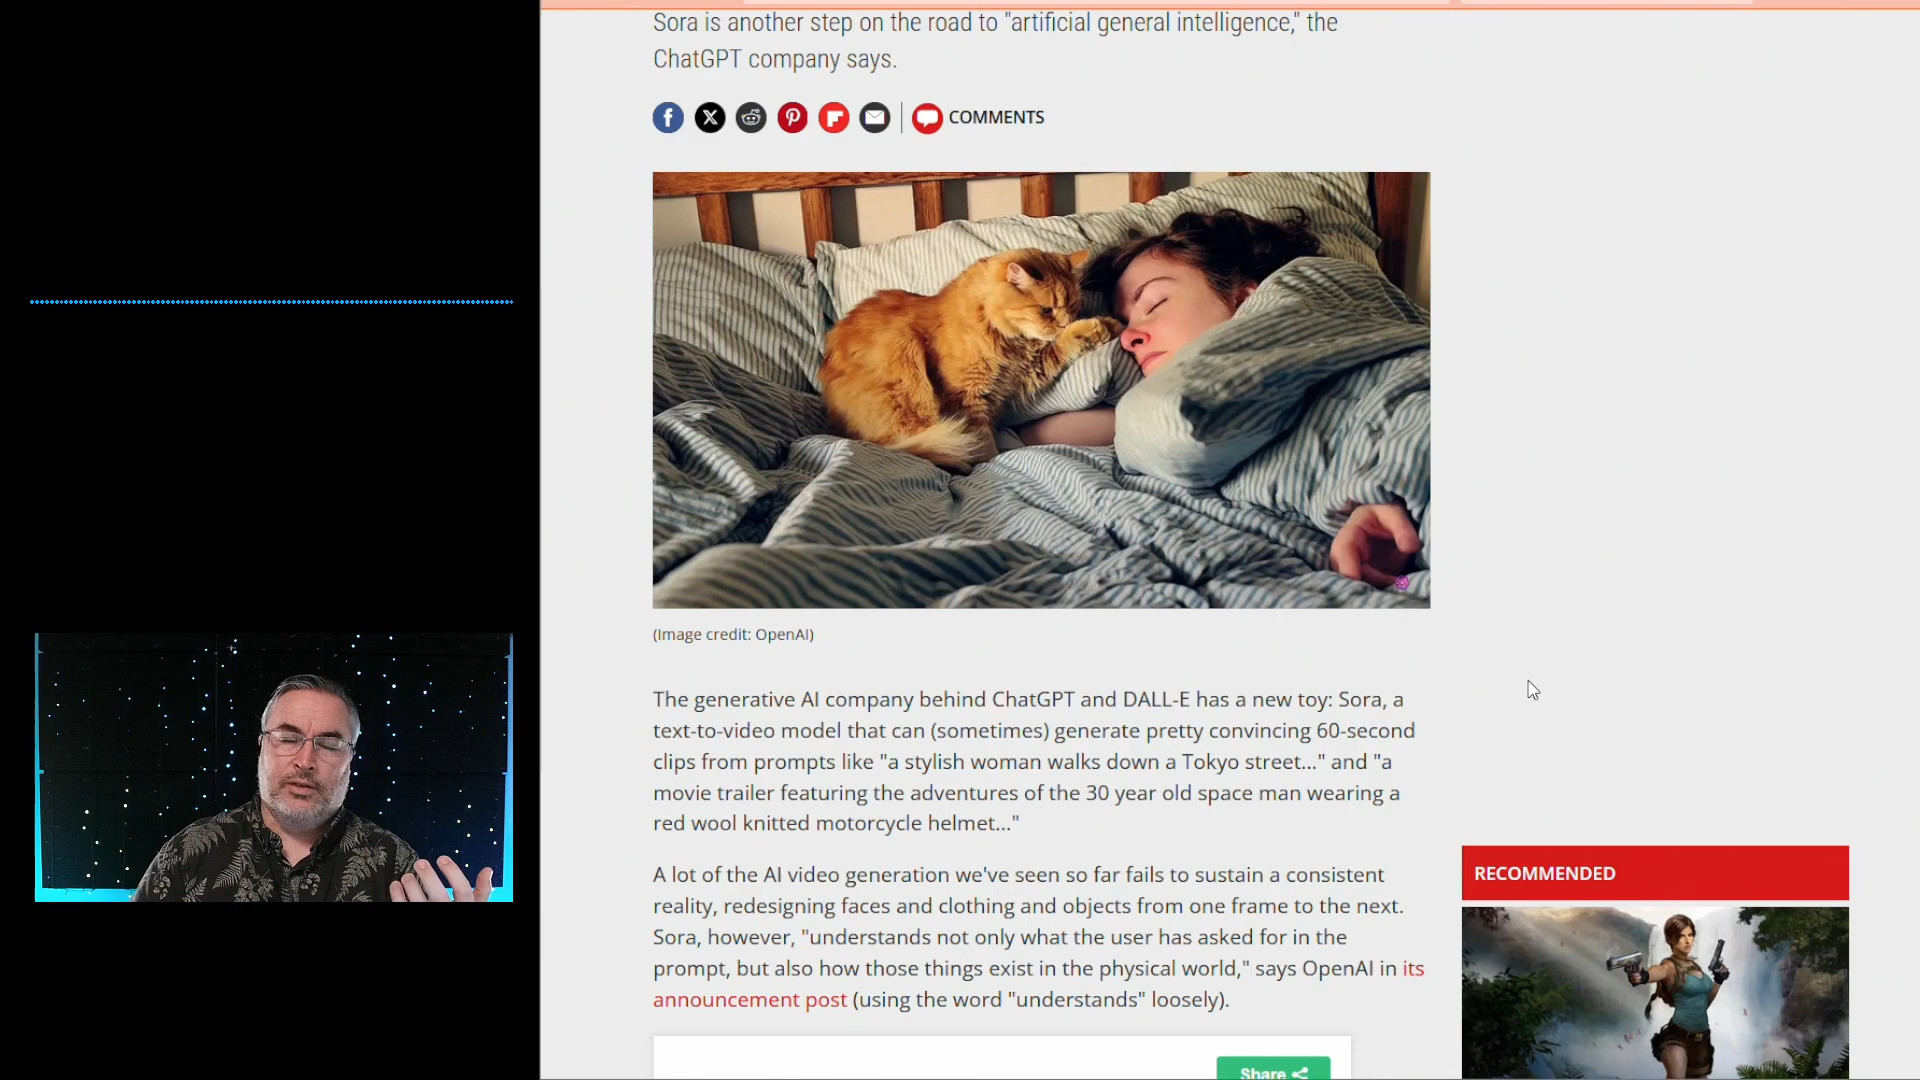 Sora is another step on the road to "artificial general intelligence," the
ChatGPT company says.
COMMENTS
(Image credit: OpenAI)
The generative AI company behind ChatGPT and DALL-E has a new toy: Sora, a
text-to-video model that can (sometimes) generate pretty convincing 60-second
clips from prompts like "a stylish woman walks down a Tokyo street..." and "a
movie trailer featuring the adventures of the 30 year old space man wearing a
red wool knitted motorcycle helmet..."
A lot of the AI video generation we've seen so far fails to sustain a consistent
reality, redesigning faces and clothing and objects from one frame to the next.
Sora, however, "understands not only what the user has asked for in the
prompt, but also how those things exist in the physical world," says OpenAI in its
announcement post (using the word "understands" loosely).
Share
RECOMMENDED